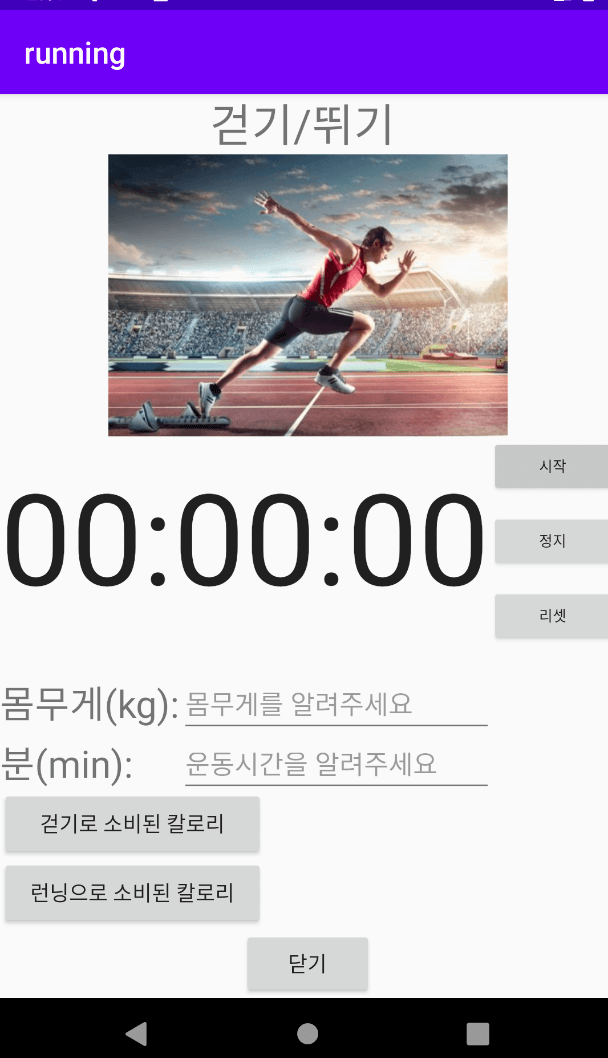 running
걷기/뛰기
시작
00:00:00
정지
리셋
몸무게(kg): 몸무게를 알려주세요
분(min): 운동시간을 알려주세요
걷기로 소비된 칼로리
런닝으로 소비된 칼로리
닫기